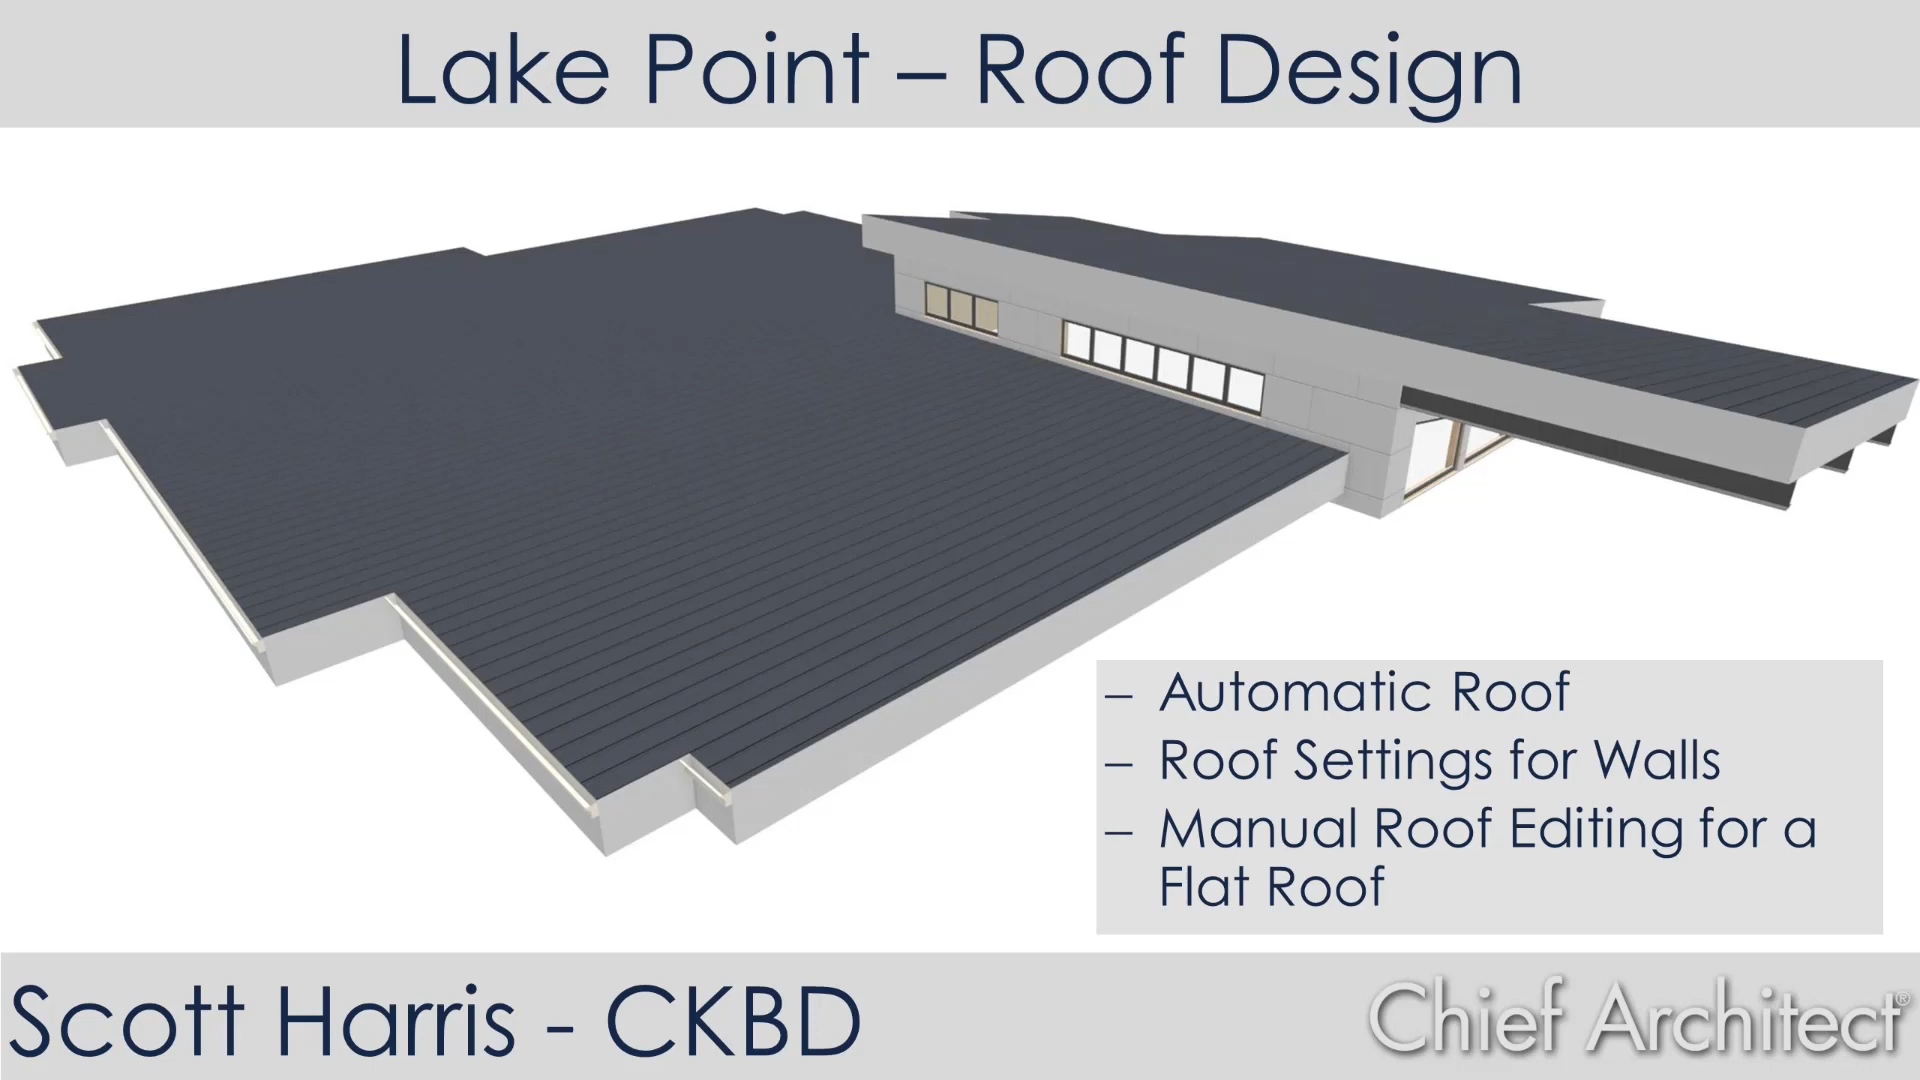 Lake Point – Roof Design
– Automatic Roof
– Roof Settings for Walls
– Manual Roof Editing for a
Flat Roof
Scott Harris - CKBD
Chief Architect®